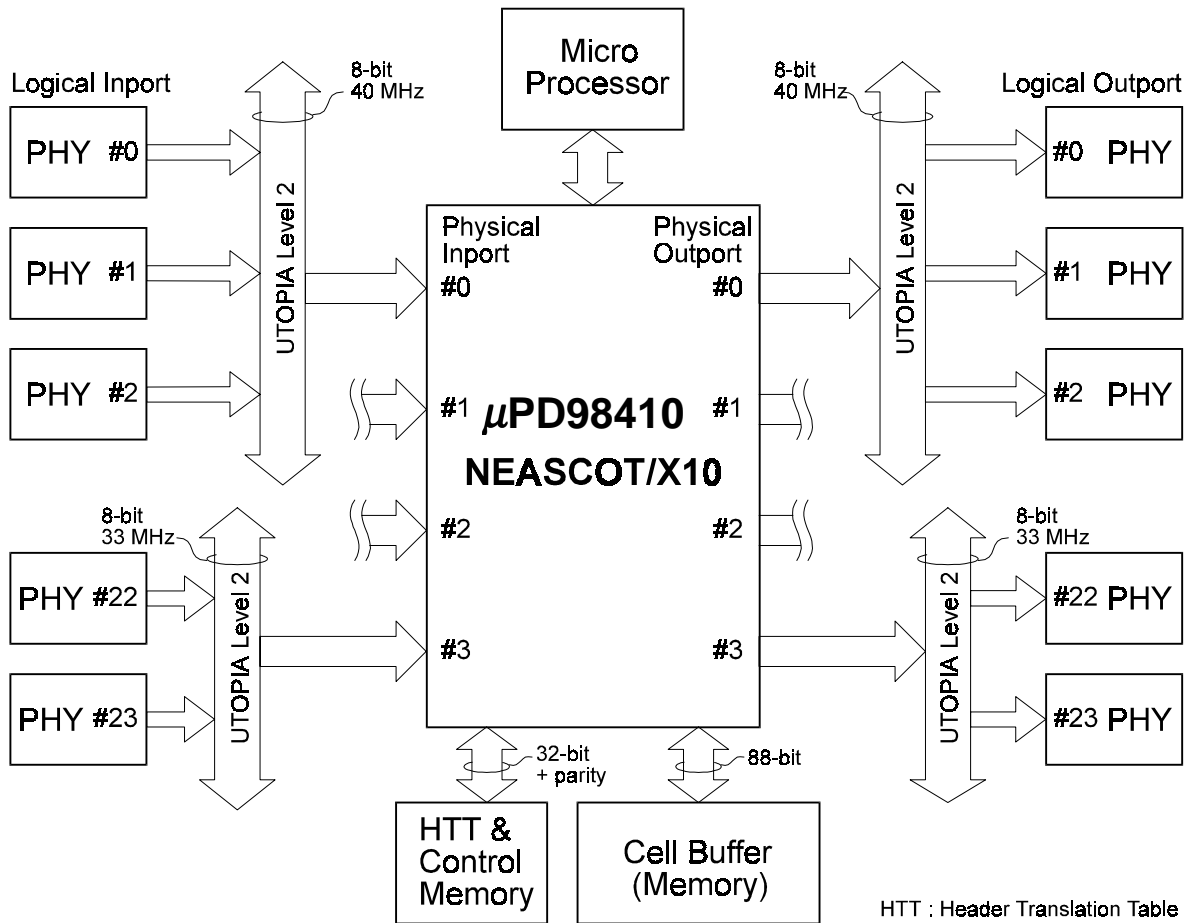 Micro
Processor
Logical Inport
8-bit
40 MHz
8-bit
40 MHz
Logical Outport
PHY #0
PHY #1
PHY #2
UTOPIA Level 2
Physical
Inport
Physical
Outport
#0
#0
#1
#1
μPD98410
NEASCOT/X10
#2
#2
#3
#3
UTOPIA Level 2
#0 PHY
#1 PHY
#2 PHY
8-bit
33 MHz
PHY #22
PHY #23
UTOPIA Level 2
8-bit
33 MHz
UTOPIA Level 2
#22 PHY
#23 PHY
32-bit
+ parity
88-bit
HTT &
Control
Memory
Cell Buffer
(Memory)
HTT : Header Translation Table